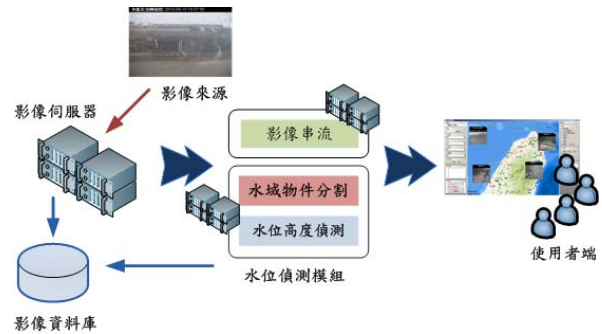 影像來源
影像伺服器
影像串流
水域物件分割
水位高度偵測
水位偵測模組
影像資料庫
使用者端